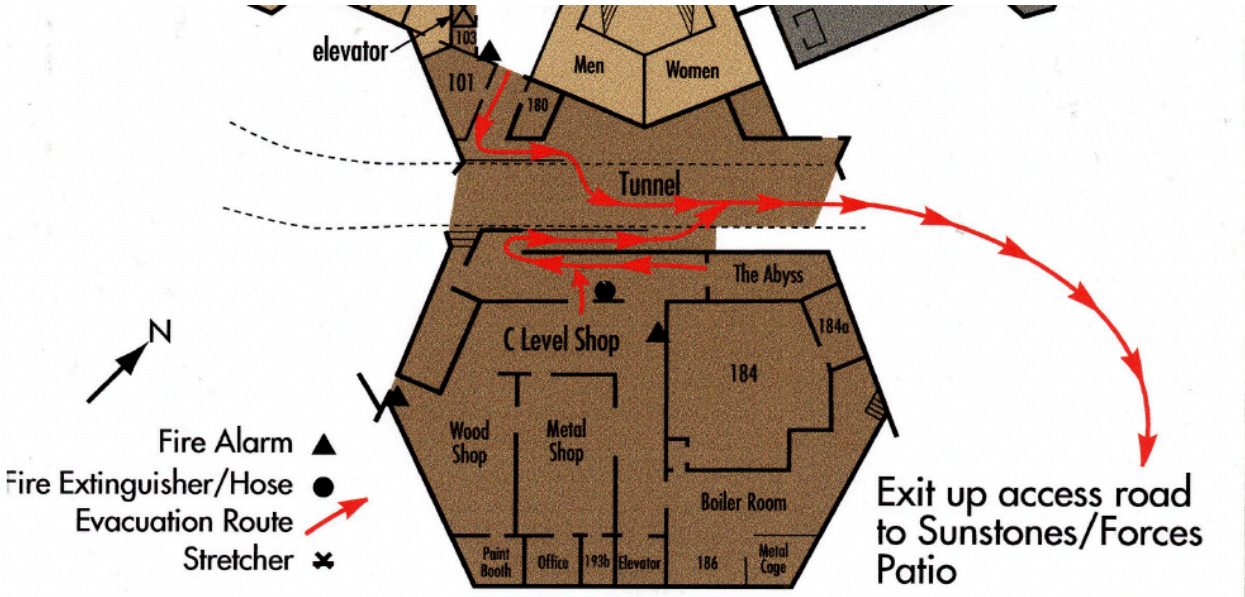 elevator
103
101
180
Men
Women
Tunnel
The Abyss
184a
C Level Shop
184
N
Wood
Shop
Metal
Shop
Boiler Room
Paint
Booth
Office
193b
Elevator
186
Metal
Cage
Fire Alarm
Fire Extinguisher/Hose
Evacuation Route
Stretcher
Exit up access road
to Sunstones/Forces
Patio